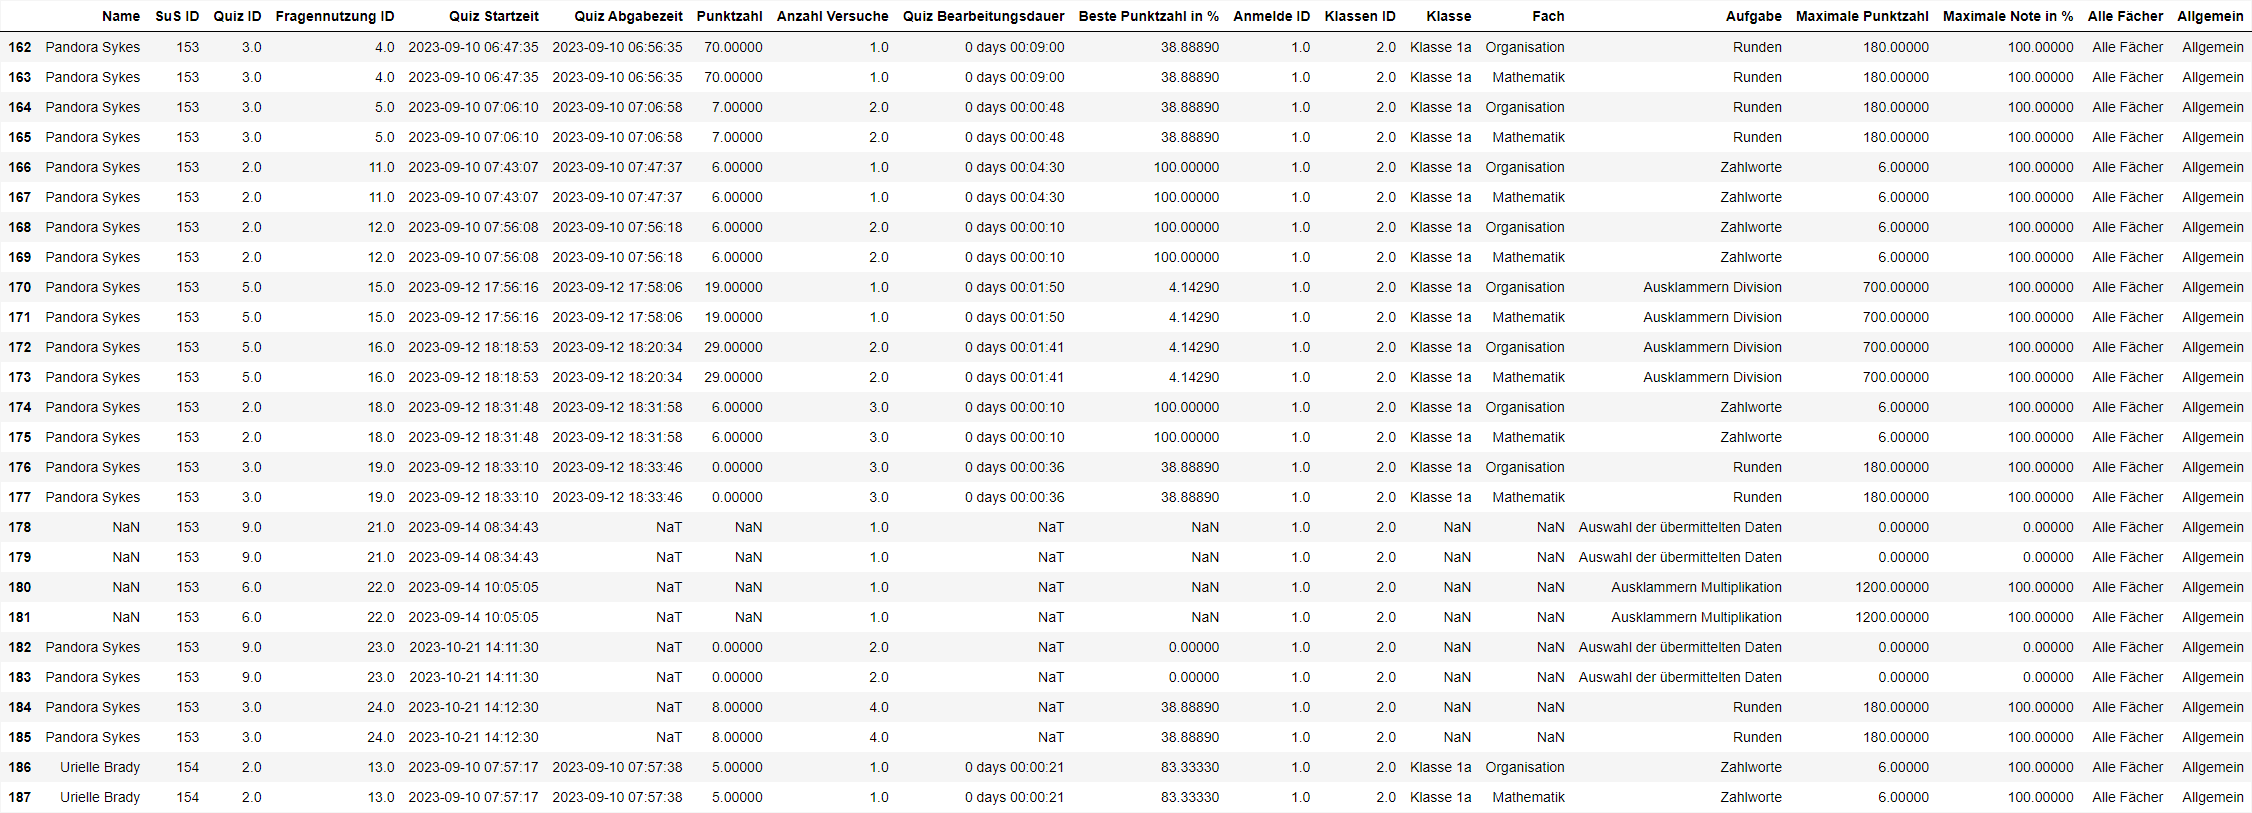 Name SuS ID Quiz ID Fragennutzung ID Quiz Startzeit Quiz Abgabezeit Punktzahl Anzahl Versuche Quiz Bearbeitungsdauer Beste Punktzahl in % Anmelde ID Klassen ID Klasse Fach Aufgabe Maximale Punktzahl Maximale Note in % Alle Fächer Allgemein
162 Pandora Sykes 153 3.0 4.0 2023-09-10 06:47:35 2023-09-10 06:56:35 70.00000 1.0 0 days 00:09:00 38.88890 1.0 2.0 Klasse 1a Organisation Runden 180.00000 100.00000 Alle Fächer Allgemein
163 Pandora Sykes 153 3.0 4.0 2023-09-10 06:47:35 2023-09-10 06:56:35 70.00000 1.0 0 days 00:09:00 38.88890 1.0 2.0 Klasse 1a Mathematik Runden 180.00000 100.00000 Alle Fächer Allgemein
164 Pandora Sykes 153 3.0 5.0 2023-09-10 07:06:10 2023-09-10 07:06:58 7.00000 2.0 0 days 00:00:48 38.88890 1.0 2.0 Klasse 1a Organisation Runden 180.00000 100.00000 Alle Fächer Allgemein
165 Pandora Sykes 153 3.0 5.0 2023-09-10 07:06:10 2023-09-10 07:06:58 7.00000 2.0 0 days 00:00:48 38.88890 1.0 2.0 Klasse 1a Mathematik Runden 180.00000 100.00000 Alle Fächer Allgemein
166 Pandora Sykes 153 2.0 11.0 2023-09-10 07:43:07 2023-09-10 07:47:37 6.00000 1.0 0 days 00:04:30 100.00000 1.0 2.0 Klasse 1a Organisation Zahlworte 6.00000 100.00000 Alle Fächer Allgemein
167 Pandora Sykes 153 2.0 11.0 2023-09-10 07:43:07 2023-09-10 07:47:37 6.00000 1.0 0 days 00:04:30 100.00000 1.0 2.0 Klasse 1a Mathematik Zahlworte 6.00000 100.00000 Alle Fächer Allgemein
168 Pandora Sykes 153 2.0 12.0 2023-09-10 07:56:08 2023-09-10 07:56:18 6.00000 2.0 0 days 00:00:10 100.00000 1.0 2.0 Klasse 1a Organisation Zahlworte 6.00000 100.00000 Alle Fächer Allgemein
169 Pandora Sykes 153 2.0 12.0 2023-09-10 07:56:08 2023-09-10 07:56:18 6.00000 2.0 0 days 00:00:10 100.00000 1.0 2.0 Klasse 1a Mathematik Zahlworte 6.00000 100.00000 Alle Fächer Allgemein
170 Pandora Sykes 153 5.0 15.0 2023-09-12 17:56:16 2023-09-12 17:58:06 19.00000 1.0 0 days 00:01:50 4.14290 1.0 2.0 Klasse 1a Organisation Ausklammern Division 700.00000 100.00000 Alle Fächer Allgemein
171 Pandora Sykes 153 5.0 15.0 2023-09-12 17:56:16 2023-09-12 17:58:06 19.00000 1.0 0 days 00:01:50 4.14290 1.0 2.0 Klasse 1a Mathematik Ausklammern Division 700.00000 100.00000 Alle Fächer Allgemein
172 Pandora Sykes 153 5.0 16.0 2023-09-12 18:18:53 2023-09-12 18:20:34 29.00000 2.0 0 days 00:01:41 4.14290 1.0 2.0 Klasse 1a Organisation Ausklammern Division 700.00000 100.00000 Alle Fächer Allgemein
173 Pandora Sykes 153 5.0 16.0 2023-09-12 18:18:53 2023-09-12 18:20:34 29.00000 2.0 0 days 00:01:41 4.14290 1.0 2.0 Klasse 1a Mathematik Ausklammern Division 700.00000 100.00000 Alle Fächer Allgemein
174 Pandora Sykes 153 2.0 18.0 2023-09-12 18:31:48 2023-09-12 18:31:58 6.00000 3.0 0 days 00:00:10 100.00000 1.0 2.0 Klasse 1a Organisation Zahlworte 6.00000 100.00000 Alle Fächer Allgemein
175 Pandora Sykes 153 2.0 18.0 2023-09-12 18:31:48 2023-09-12 18:31:58 6.00000 3.0 0 days 00:00:10 100.00000 1.0 2.0 Klasse 1a Mathematik Zahlworte 6.00000 100.00000 Alle Fächer Allgemein
176 Pandora Sykes 153 3.0 19.0 2023-09-12 18:33:10 2023-09-12 18:33:46 0.00000 3.0 0 days 00:00:36 38.88890 1.0 2.0 Klasse 1a Organisation Runden 180.00000 100.00000 Alle Fächer Allgemein
177 Pandora Sykes 153 3.0 19.0 2023-09-12 18:33:10 2023-09-12 18:33:46 0.00000 3.0 0 days 00:00:36 38.88890 1.0 2.0 Klasse 1a Mathematik Runden 180.00000 100.00000 Alle Fächer Allgemein
178 NaN 153 9.0 21.0 2023-09-14 08:34:43 NaT NaN 1.0 NaT NaN 1.0 2.0 NaN NaN Auswahl der übermittelten Daten 0.00000 0.00000 Alle Fächer Allgemein
179 NaN 153 9.0 21.0 2023-09-14 08:34:43 NaT NaN 1.0 NaT NaN 1.0 2.0 NaN NaN Auswahl der übermittelten Daten 0.00000 0.00000 Alle Fächer Allgemein
180 NaN 153 6.0 22.0 2023-09-14 10:05:05 NaT NaN 1.0 NaT NaN 1.0 2.0 NaN NaN Ausklammern Multiplikation 1200.00000 100.00000 Alle Fächer Allgemein
181 NaN 153 6.0 22.0 2023-09-14 10:05:05 NaT NaN 1.0 NaT NaN 1.0 2.0 NaN NaN Ausklammern Multiplikation 1200.00000 100.00000 Alle Fächer Allgemein
182 Pandora Sykes 153 9.0 23.0 2023-10-21 14:11:30 NaT 0.00000 2.0 NaT 0.00000 1.0 2.0 NaN NaN Auswahl der übermittelten Daten 0.00000 0.00000 Alle Fächer Allgemein
183 Pandora Sykes 153 9.0 23.0 2023-10-21 14:11:30 NaT 0.00000 2.0 NaT 0.00000 1.0 2.0 NaN NaN Auswahl der übermittelten Daten 0.00000 0.00000 Alle Fächer Allgemein
184 Pandora Sykes 153 3.0 24.0 2023-10-21 14:12:30 NaT 8.00000 4.0 NaT 38.88890 1.0 2.0 NaN NaN Runden 180.00000 100.00000 Alle Fächer Allgemein
185 Pandora Sykes 153 3.0 24.0 2023-10-21 14:12:30 NaT 8.00000 4.0 NaT 38.88890 1.0 2.0 NaN NaN Runden 180.00000 100.00000 Alle Fächer Allgemein
186 Urielle Brady 154 2.0 13.0 2023-09-10 07:57:17 2023-09-10 07:57:38 5.00000 1.0 0 days 00:00:21 83.33330 1.0 2.0 Klasse 1a Organisation Zahlworte 6.00000 100.00000 Alle Fächer Allgemein
187 Urielle Brady 154 2.0 13.0 2023-09-10 07:57:17 2023-09-10 07:57:38 5.00000 1.0 0 days 00:00:21 83.33330 1.0 2.0 Klasse 1a Mathematik Zahlworte 6.00000 100.00000 Alle Fächer Allgemein